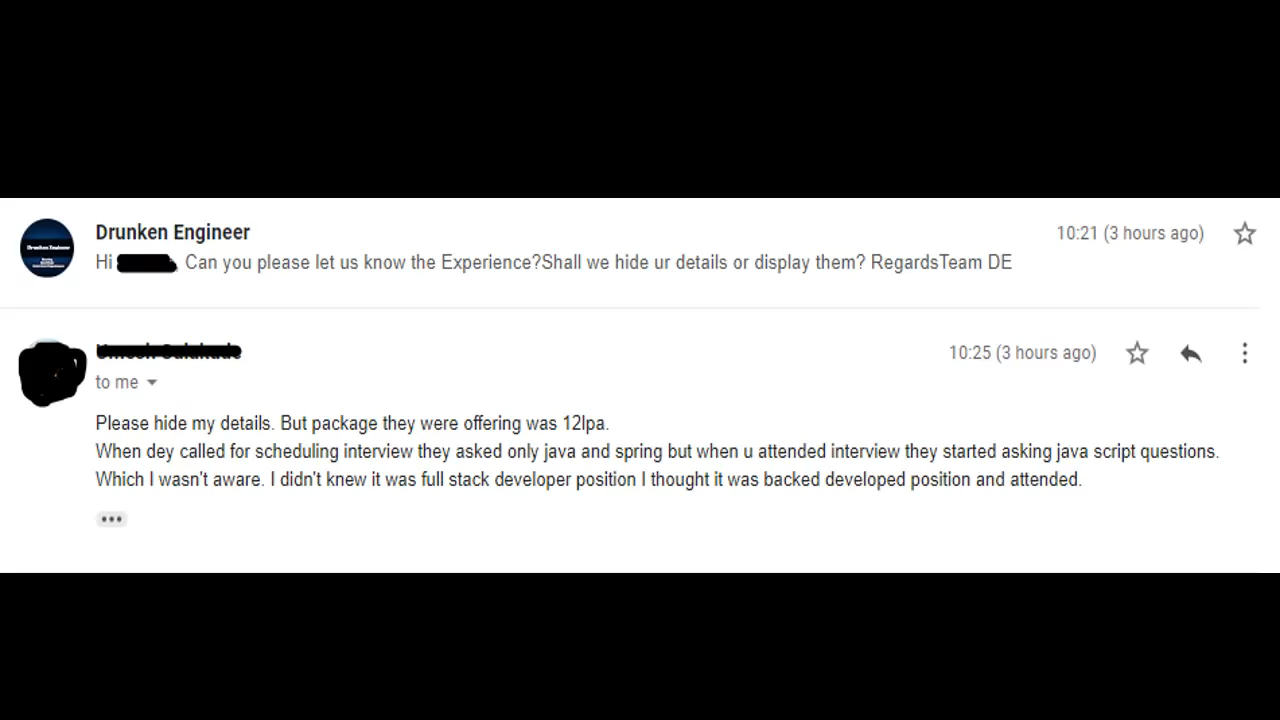 Drunken Engineer
10:21 (3 hours ago)
Hi Can you please let us know the Experience?Shall we hide ur details or display them? RegardsTeam DE
10:25 (3 hours ago)
to me
Please hide my details. But package they were offering was 12lpa.
When dey called for scheduling interview they asked only java and spring but when u attended interview they started asking java script questions.
Which I wasn't aware. I didn't knew it was full stack developer position I thought it was backed developed position and attended.